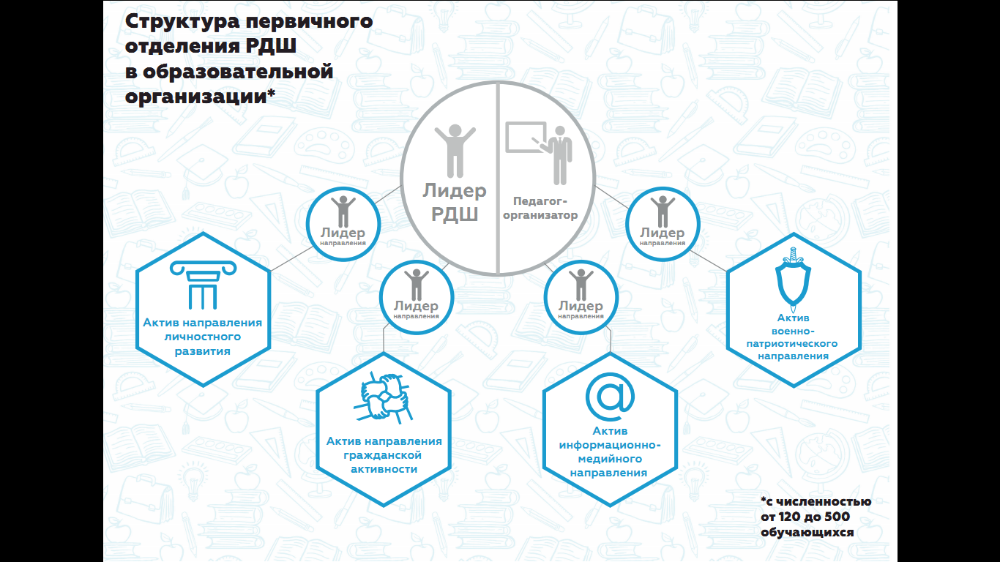 Структура первичного
отделения РДШ
в образовательной
организации*
Лидер
РДШ
Педагог-
организатор
Лидер
направления
Лидер
направления
Лидер
направления
Лидер
направления
Актив направления
личностного
развития
Актив направления
гражданской
активности
Актив
информационно-
медийного
направления
Актив
военно-
патриотического
направления
*с численностью
от 120 до 500
обучающихся